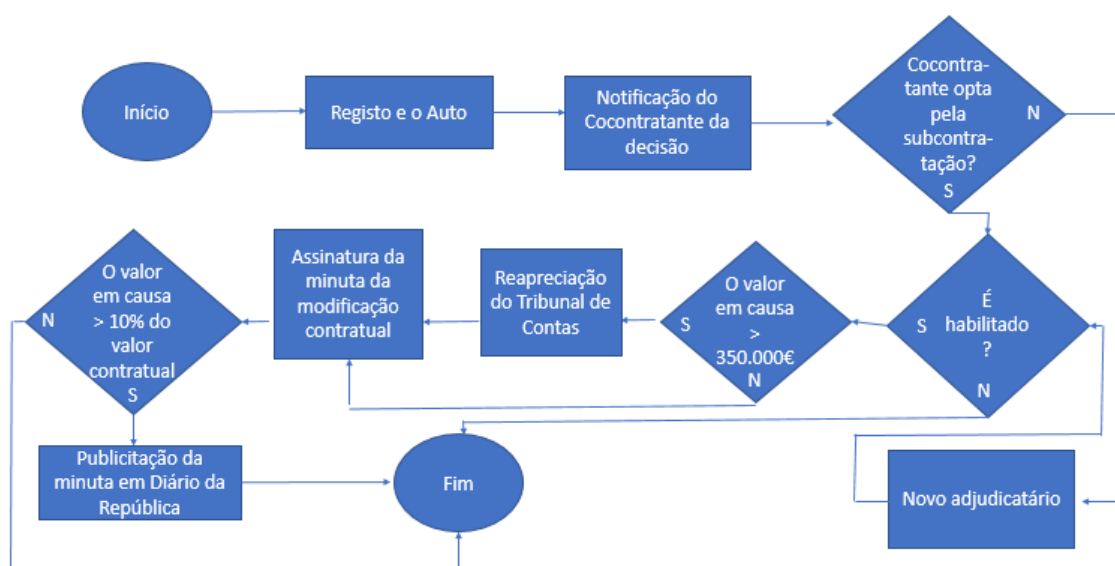 Início
Registo e o Auto
Notificação do
Cocontratante da
decisão
Cocontra-
tante opta
pela
subcontra-
tação?
N
S
O valor
em causa
> 10% do
valor
contratual
N
S
Assinatura da
minuta da
modificação
contratual
Reapreciação
do Tribunal de
Contas
O valor
em causa
>
350.000€
S
N
É
habilitado
?
S
N
Publicitação da
minuta em Diário da
República
Fim
Novo adjudicatário